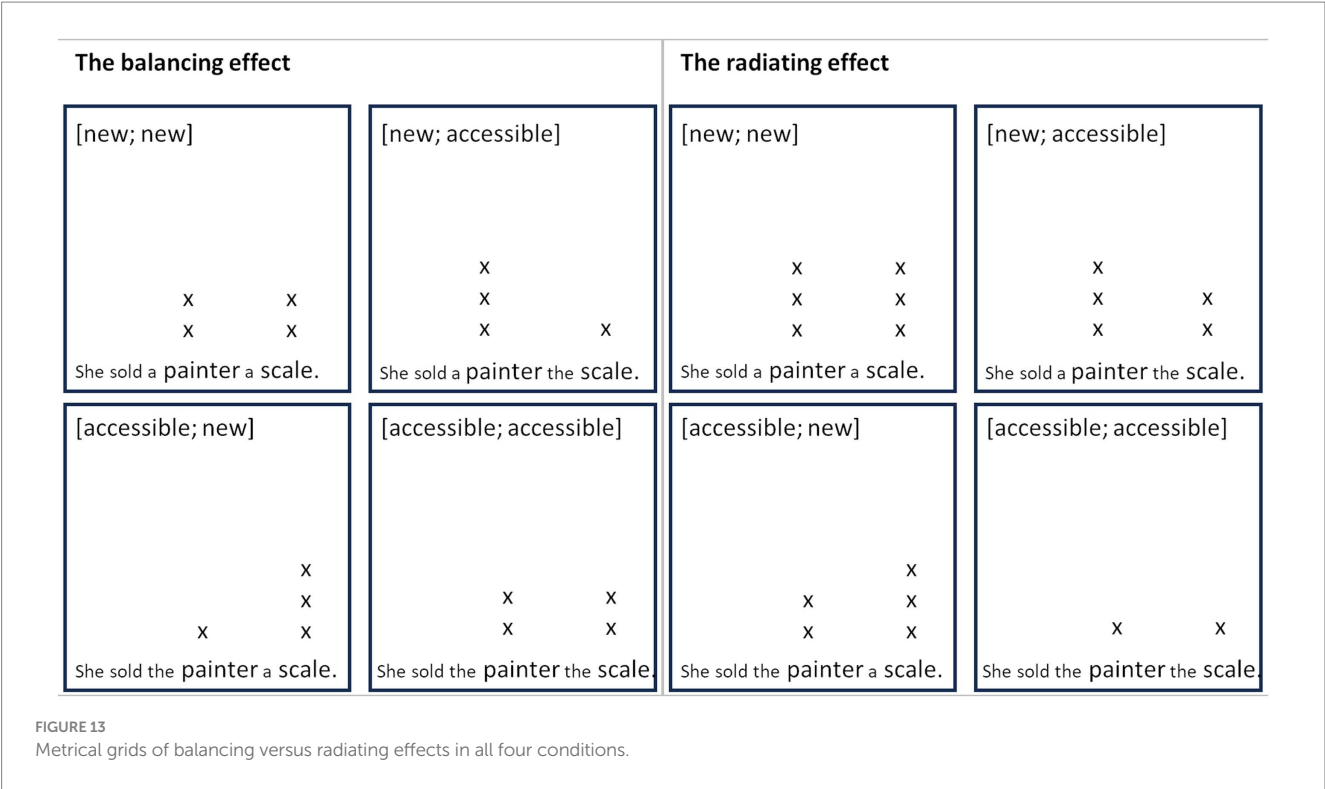 The balancing effect
[new; new]
x x
x x
She sold a painter a scale.
[new; accessible]
x
x
x x
She sold a painter the scale.
[accessible; new]
x
x
x x
She sold the painter a scale.
[accessible; accessible]
x x
x x
She sold the painter the scale.
The radiating effect
[new; new]
x x
x x
x x
She sold a painter a scale.
[new; accessible]
x
x x
x x
She sold a painter the scale.
[accessible; new]
x
x x
x x
She sold the painter a scale.
[accessible; accessible]
x x
She sold the painter the scale.
FIGURE 13
Metrical grids of balancing versus radiating effects in all four conditions.